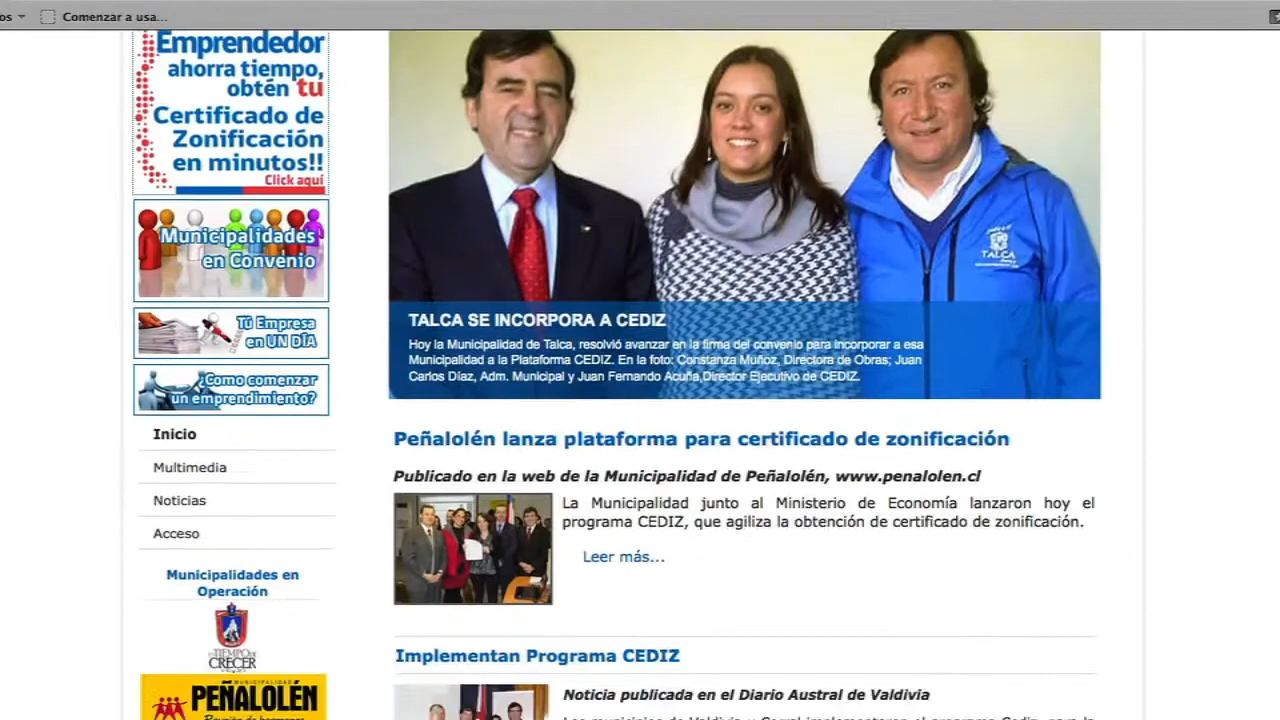 os
Comenzar a usa...
Emprendedor
ahorra tiempo,
obtén tu
Certificado de
Zonificación
en minutos!!
Click aquí
Municipalidades
en Convenio
Tú Empresa
en UN DÍA
¿Como comenzar
un emprendimiento?
Inicio
Multimedia
Noticias
Acceso
Municipalidades en
Operación
TIEMPO DE
CRECER
MUNICIPALIDAD
PEÑALOLÉN
TALCA
TALCA SE INCORPORA A CEDIZ
Hoy la Municipalidad de Talca, resolvió avanzar en la firma del convenio para incorporar a esa
Municipalidad a la Plataforma CEDIZ. En la foto: Constanza Muñoz, Directora de Obras; Juan
Carlos Díaz, Adm. Municipal y Juan Fernando Acuña,Director Ejecutivo de CEDIZ.
Peñalolén lanza plataforma para certificado de zonificación
Publicado en la web de la Municipalidad de Peñalolén, www.penalolen.cl
La Municipalidad junto al Ministerio de Economía lanzaron hoy el
programa CEDIZ, que agiliza la obtención de certificado de zonificación.
Leer más...
Implementan Programa CEDIZ
Noticia publicada en el Diario Austral de Valdivia